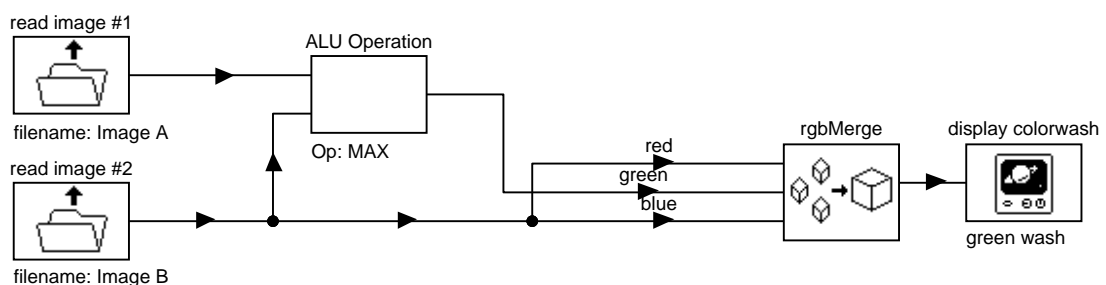 read image #1
filename: Image A
read image #2
filename: Image B
ALU Operation
Op: MAX
red
green
blue
rgbMerge
display colorwash
green wash